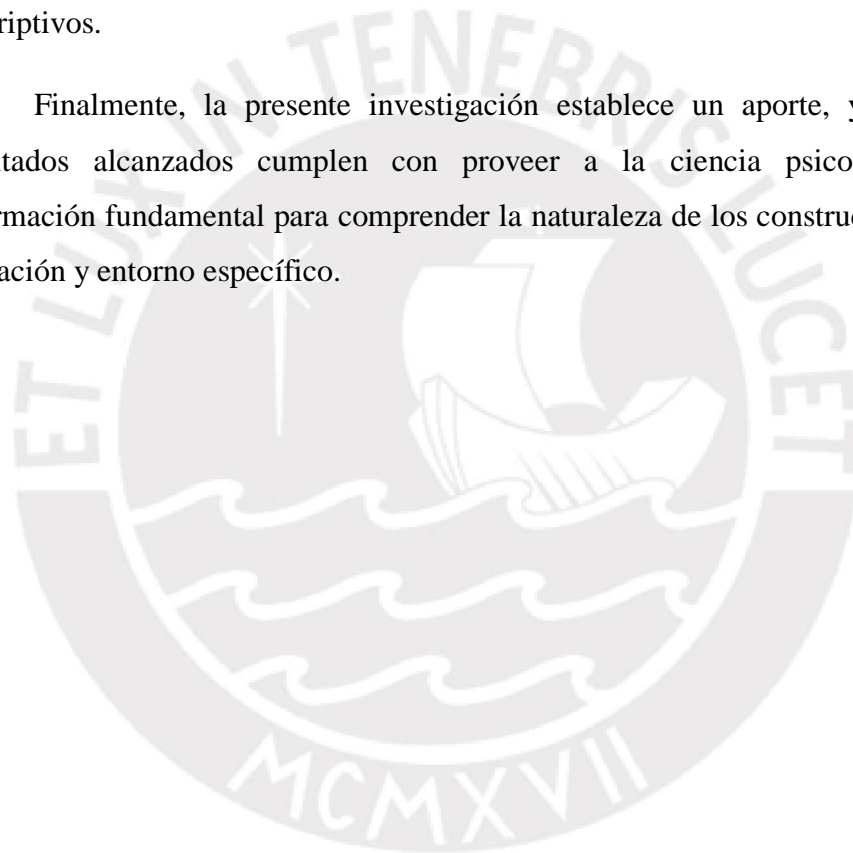 riptivos.
Finalmente, la presente investigación establece un aporte, y
tados alcanzados cumplen con proveer a la ciencia psico
rmación fundamental para comprender la naturaleza de los construc
ación y entorno específico.
ET LUX IN TENEBRIS LUCET
MCMXVII